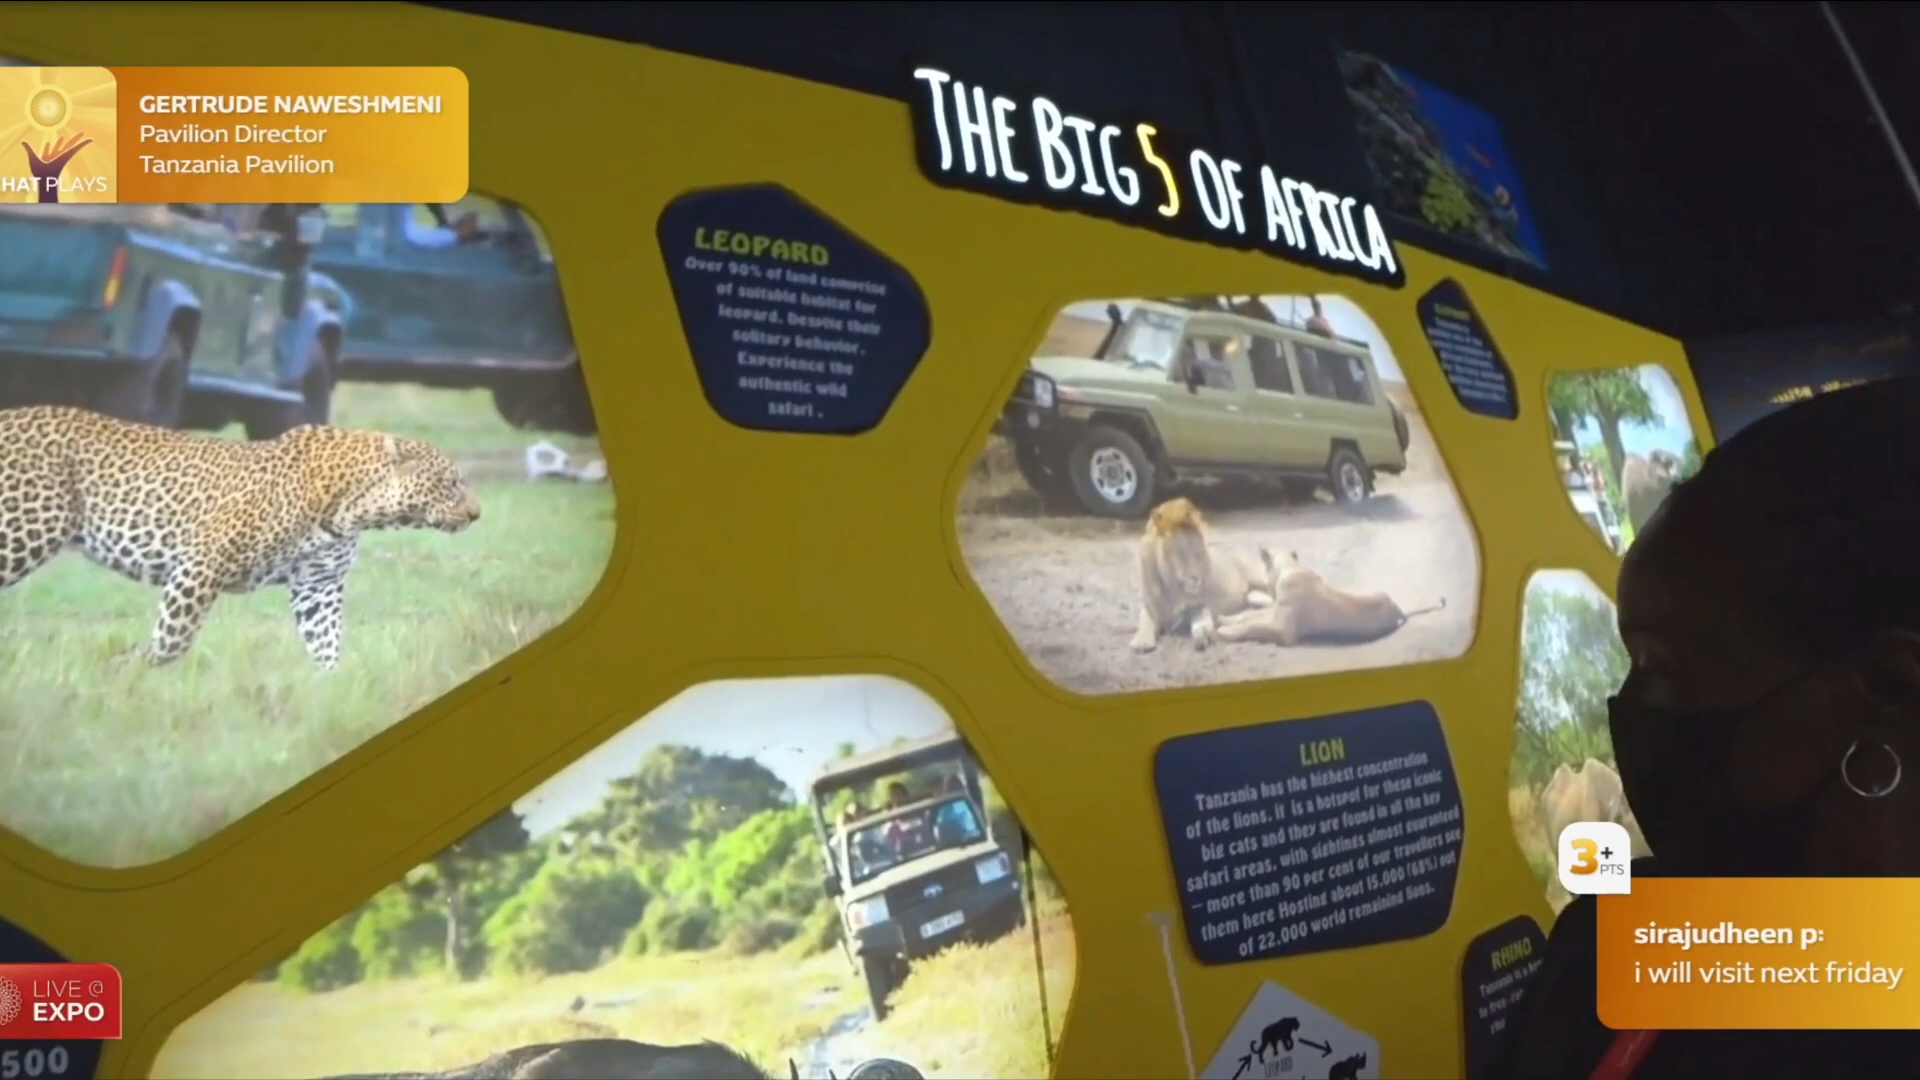 GERTRUDE NAWESHMENI
Pavilion Director
Tanzania Pavilion
HAT PLAYS
THE BIG 5 OF AFRICA
LEOPARD
Over 90% of land comprise
of suitable habitat for
leopard. Despite their
solitary behavior.
Experience the
authentic wild
safari.
LION
Tanzania has the highest concentration
of the lions. It is a hotspot for these iconic
big cats and they are found in all the key
safari areas, with sightings almost guaranteed
– more than 90 per cent of our travellers see
them here Hosting about 15.000 (68%) out
of 22.000 world remaining lions.
RHINO
3+
PTS
sirajudheen p:
i will visit next friday
LIVE @
EXPO
500
LEOPARD